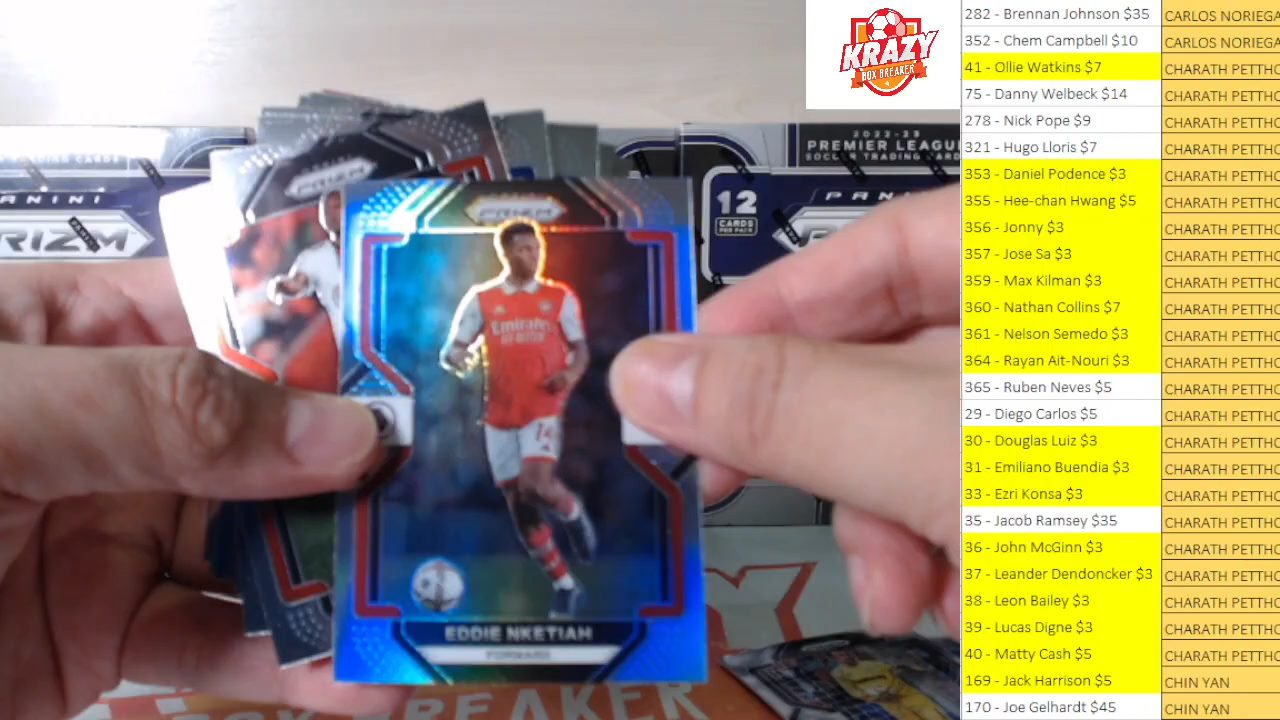 KRAZY
BOX BREAKER
282 - Brennan Johnson $35 CARLOS NORIEGA
352 - Chem Campbell $10 CARLOS NORIEGA
41 - Ollie Watkins $7 CHARATH PETTHO
75 - Danny Welbeck $14 CHARATH PETTHO
278 - Nick Pope $9 CHARATH PETTHO
321 - Hugo Lloris $7 CHARATH PETTHO
353 - Daniel Podence $3 CHARATH PETTHO
355 - Hee-chan Hwang $5 CHARATH PETTHO
356 - Jonny $3 CHARATH PETTHO
357 - Jose Sa $3 CHARATH PETTHO
359 - Max Kilman $3 CHARATH PETTHO
360 - Nathan Collins $7 CHARATH PETTHO
361 - Nelson Semedo $3 CHARATH PETTHO
364 - Rayan Ait-Nouri $3 CHARATH PETTHO
365 - Ruben Neves $5 CHARATH PETTHO
29 - Diego Carlos $5 CHARATH PETTHO
30 - Douglas Luiz $3 CHARATH PETTHO
31 - Emiliano Buendia $3 CHARATH PETTHO
33 - Ezri Konsa $3 CHARATH PETTHO
35 - Jacob Ramsey $35 CHARATH PETTHO
36 - John McGinn $3 CHARATH PETTHO
37 - Leander Dendoncker $3 CHARATH PETTHO
38 - Leon Bailey $3 CHARATH PETTHO
39 - Lucas Digne $3 CHARATH PETTHO
40 - Matty Cash $5 CHARATH PETTHO
169 - Jack Harrison $5 CHIN YAN
170 - Joe Gelhardt $45 CHIN YAN
TRADING CARDS
PANINI
PRIZM
2022-23
PREMIER LEAGU
SOCCER TRADING CARD
12
CARDS
PER PACK
PANINI
PRIZM
PRIZM
Emirates
14
EDDIE NKETIAH
FORWARD
BOX BREAKER